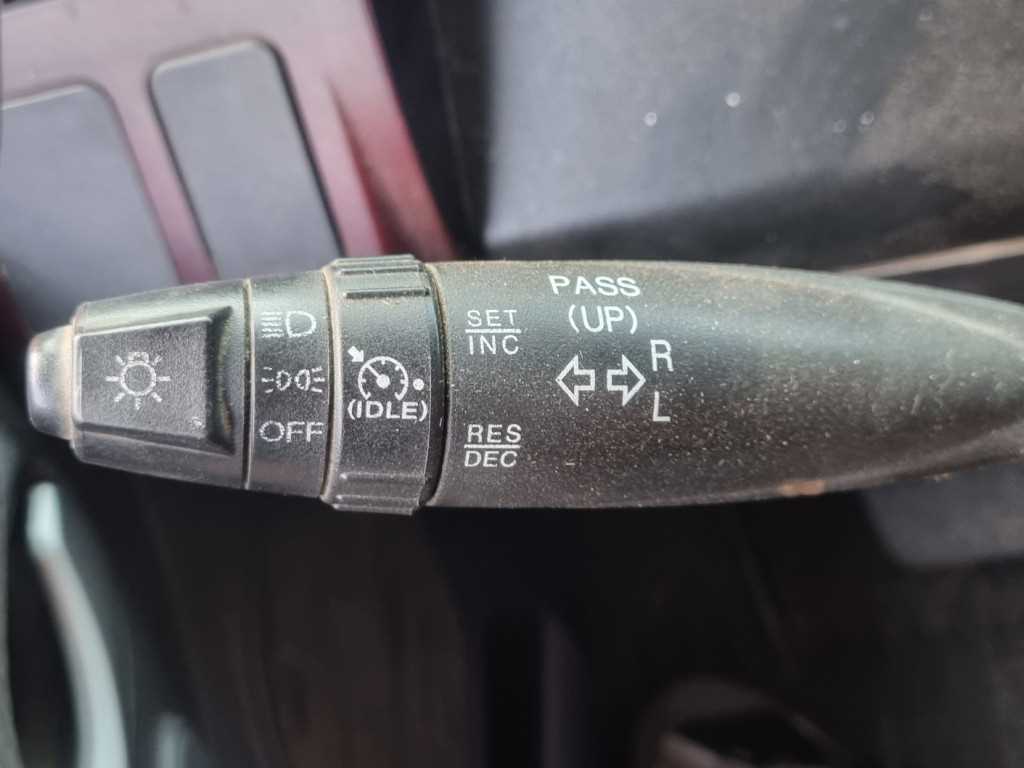 OFF
(IDLE)
SET
INC
RES
DEC
PASS
(UP)
R
L